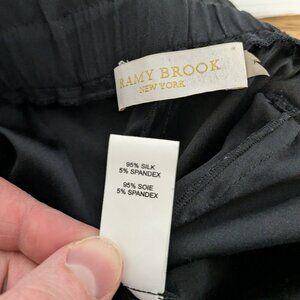 RAMY BROOK
NEW YORK
95% SILK
5% SPANDEX
95% SOIE
5% SPANDEX